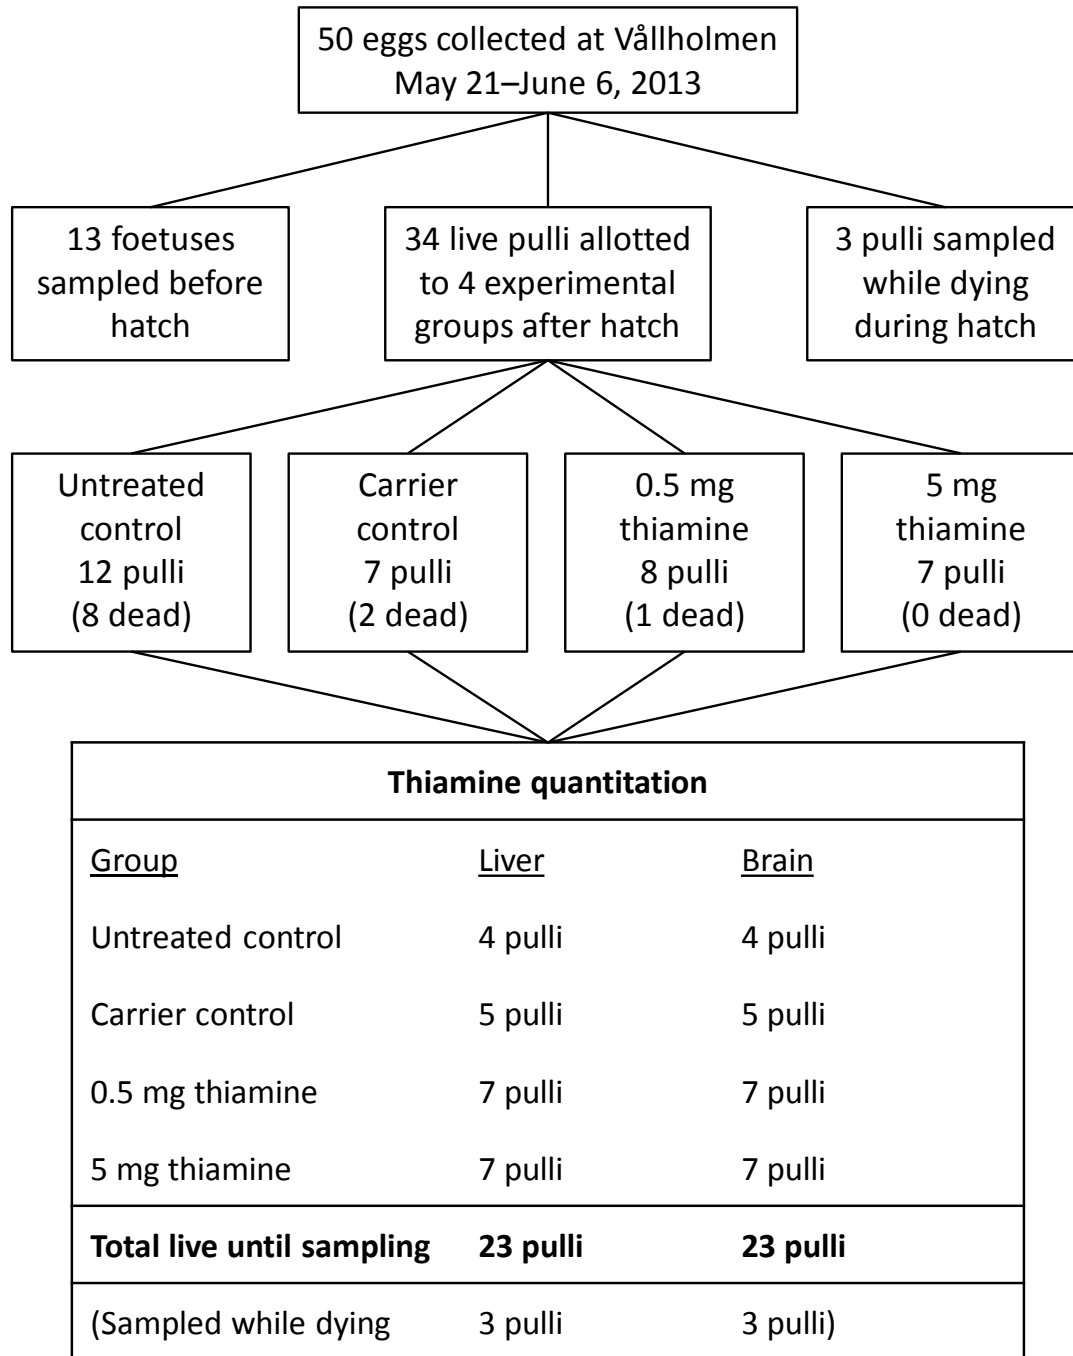 50 eggs collected at Vållholmen
May 21–June 6, 2013
13 foetuses
sampled before
hatch
34 live pulli allotted
to 4 experimental
groups after hatch
3 pulli sampled
while dying
during hatch
Untreated
control
12 pulli
(8 dead)
Carrier
control
7 pulli
(2 dead)
0.5 mg
thiamine
8 pulli
(1 dead)
5 mg
thiamine
7 pulli
(0 dead)
Thiamine quantitation
Group Liver Brain
Untreated control 4 pulli 4 pulli
Carrier control 5 pulli 5 pulli
0.5 mg thiamine 7 pulli 7 pulli
5 mg thiamine 7 pulli 7 pulli
Total live until sampling 23 pulli 23 pulli
(Sampled while dying 3 pulli 3 pulli)